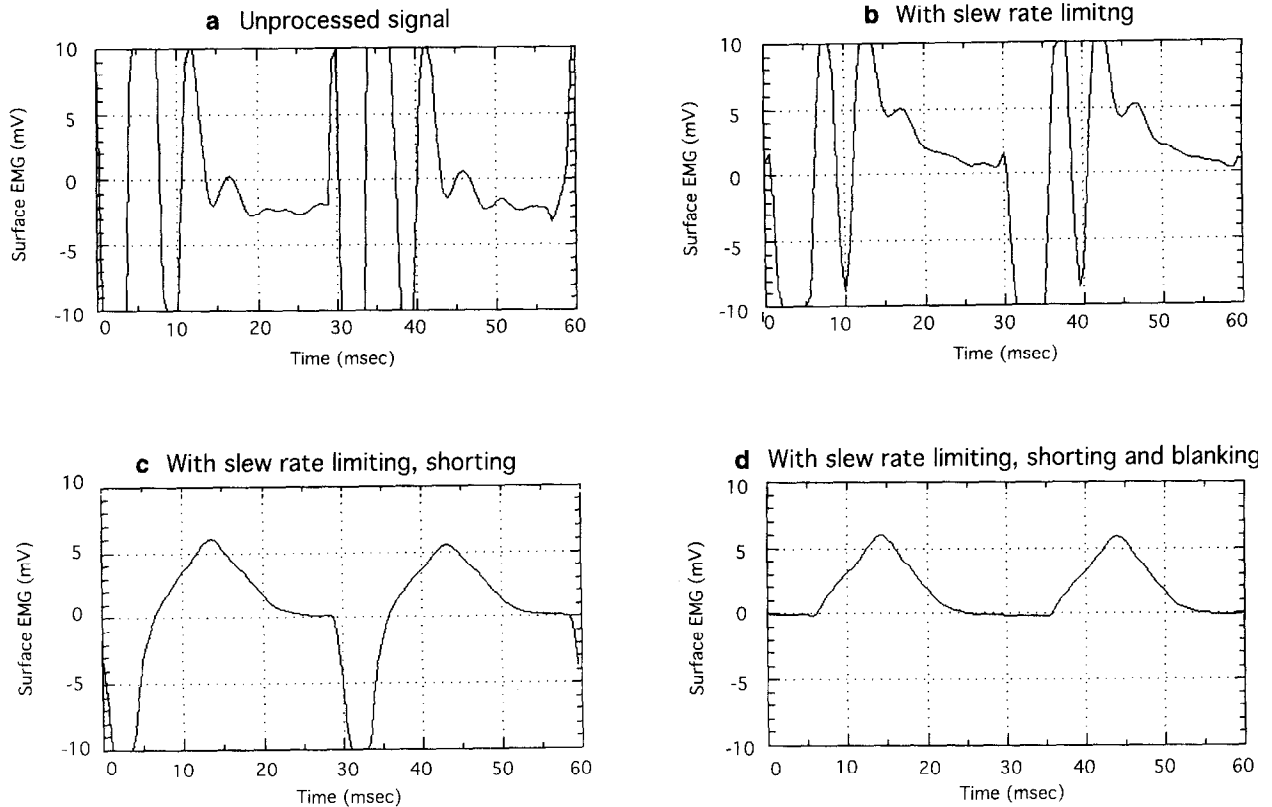 a Unprocessed signal
10
5
0
-5
-10
Surface EMG (mV)
0 10 20 30 40 50 60
Time (msec)
b With slew rate limitng
10
5
0
-5
-10
Surface EMG (mV)
0 10 20 30 40 50 60
Time (msec)
c With slew rate limiting, shorting
10
5
0
-5
-10
Surface EMG (mV)
0 10 20 30 40 50 60
Time (msec)
d With slew rate limiting, shorting and blanking
10
5
0
-5
-10
Surface EMG (mV)
0 10 20 30 40 50 60
Time (msec)